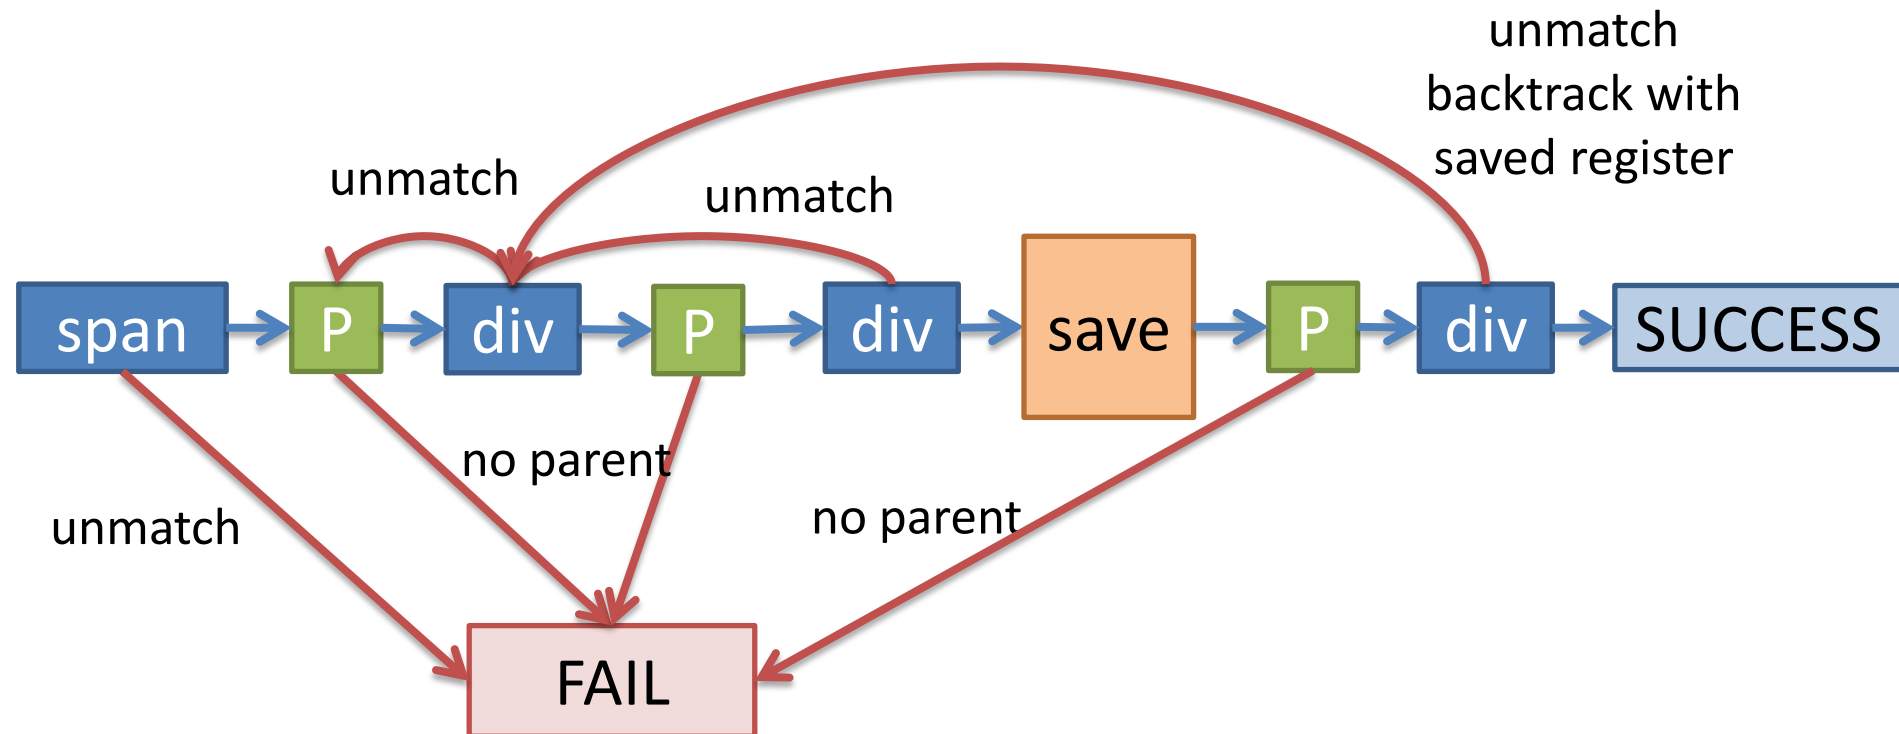 unmatch
backtrack with
saved register
unmatch
unmatch
span
P
div
P
div
save
P
div
SUCCESS
no parent
no parent
unmatch
FAIL